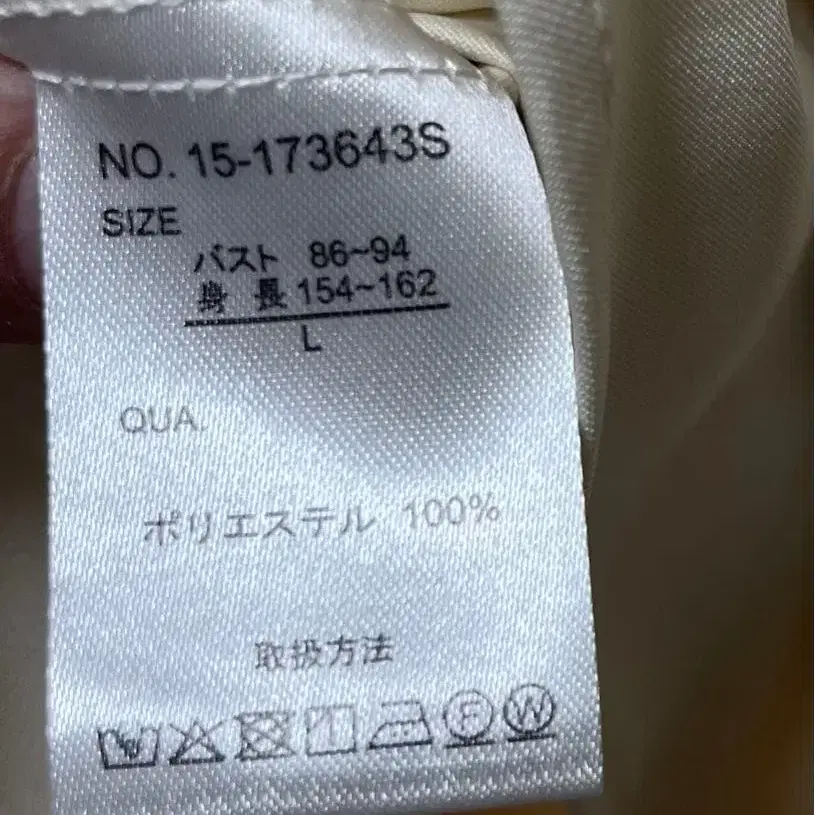 NO. 15-173643S
SIZE
バスト 86~94
身長 154~162
L
QUA.
ポリエステル 100%
取扱方法
F W